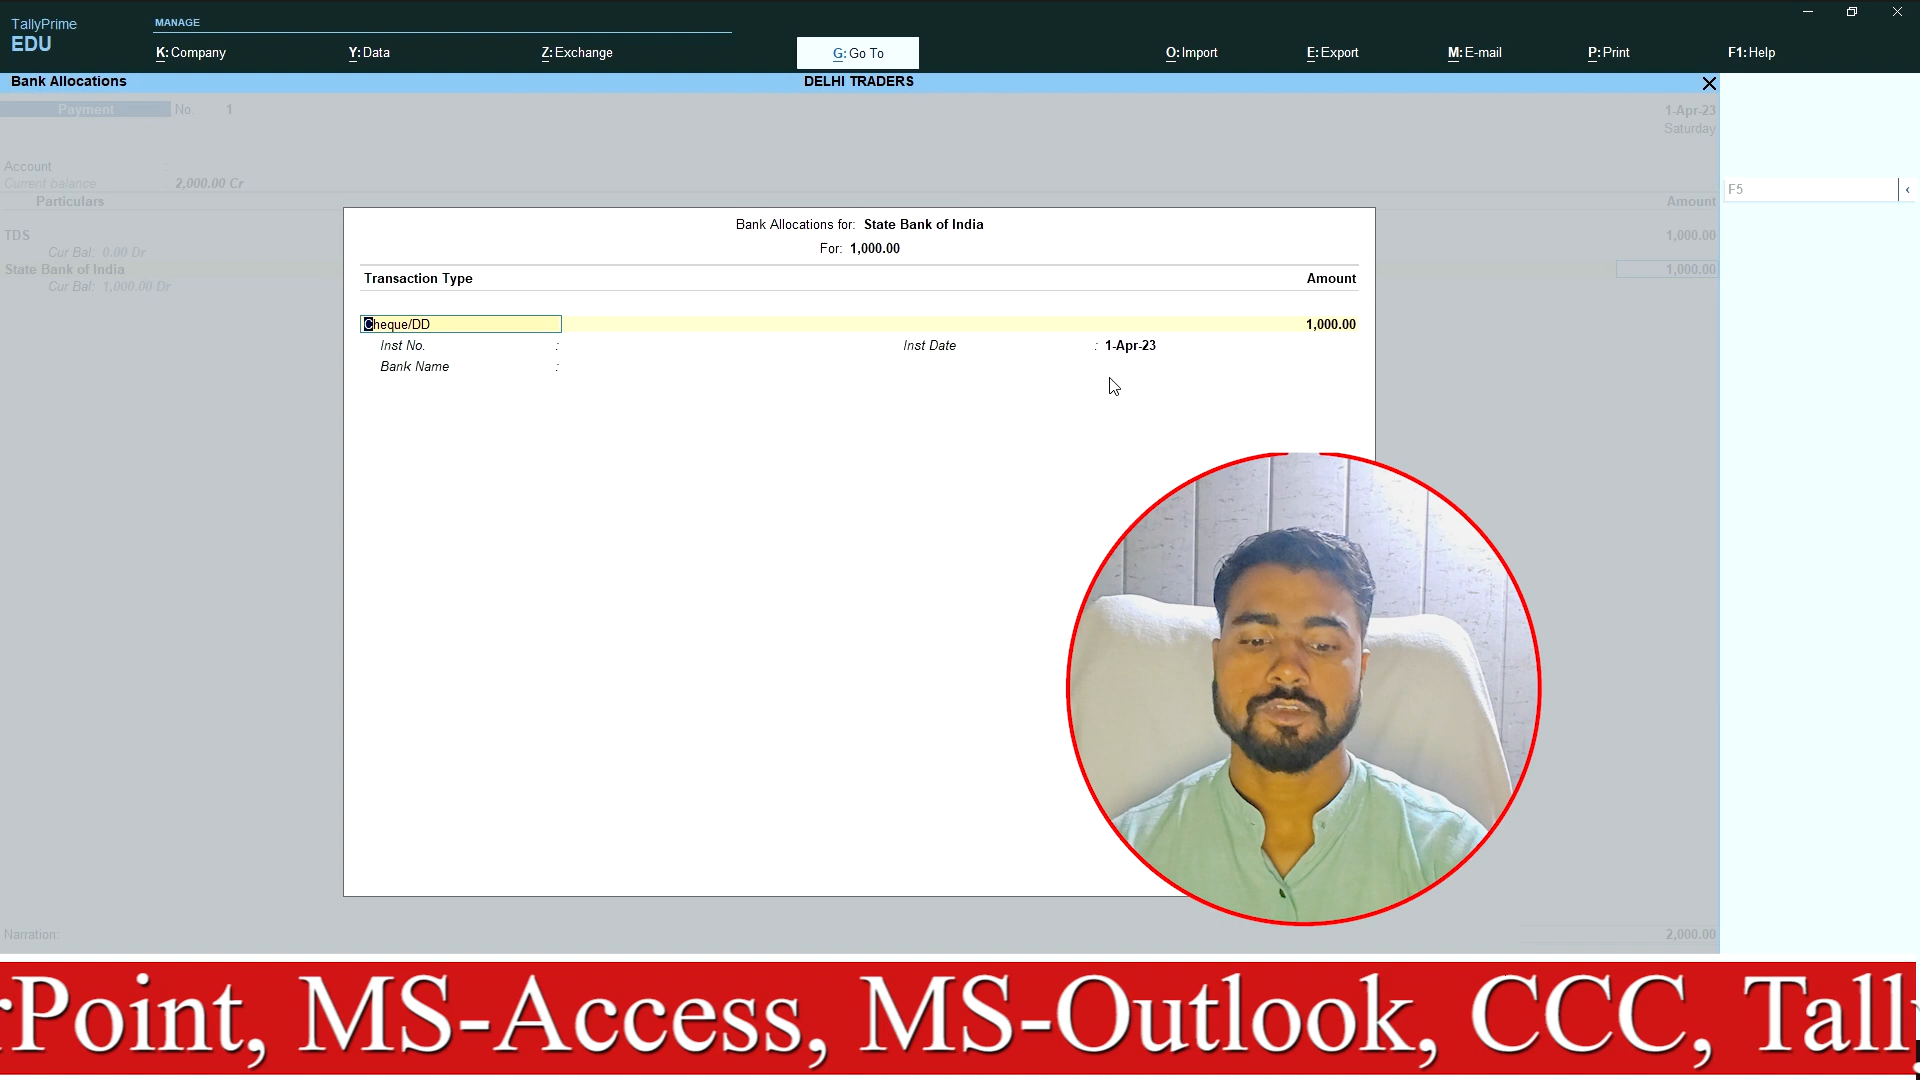 TallyPrime
EDU
MANAGE
K: Company
Y: Data
Z: Exchange
G: Go To
O: Import
E: Export
M: E-mail
P: Print
F1: Help
Bank Allocations
DELHI TRADERS
Payment No. 1
1-Apr-23
Saturday
Account :
Current balance 2,000.00 Cr
Particulars
Amount
F5
TDS
1,000.00
Cur Bal: 0.00 Dr
State Bank of India
1,000.00
Cur Bal: 1,000.00 Dr
Bank Allocations for: State Bank of India
For: 1,000.00
Transaction Type Amount
Cheque/DD 1,000.00
Inst No. : Inst Date : 1-Apr-23
Bank Name :
Narration:
2,000.00
rPoint, MS-Access, MS-Outlook, CCC, Tally